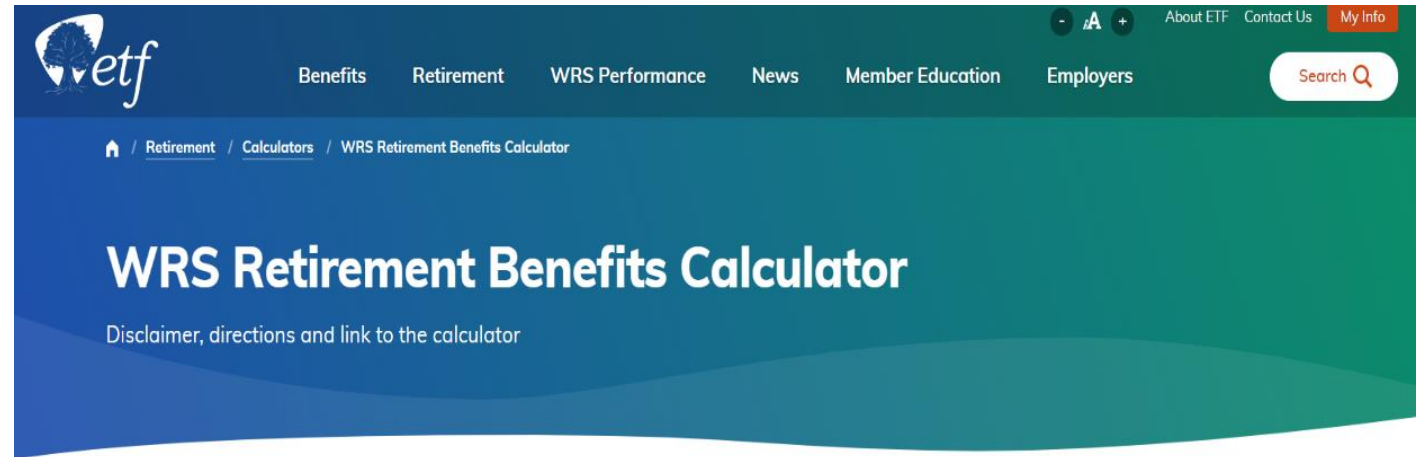 - AA + About ETF Contact Us My Info
etf Benefits Retirement WRS Performance News Member Education Employers Search
/ Retirement / Calculators / WRS Retirement Benefits Calculator
WRS Retirement Benefits Calculator
Disclaimer, directions and link to the calculator